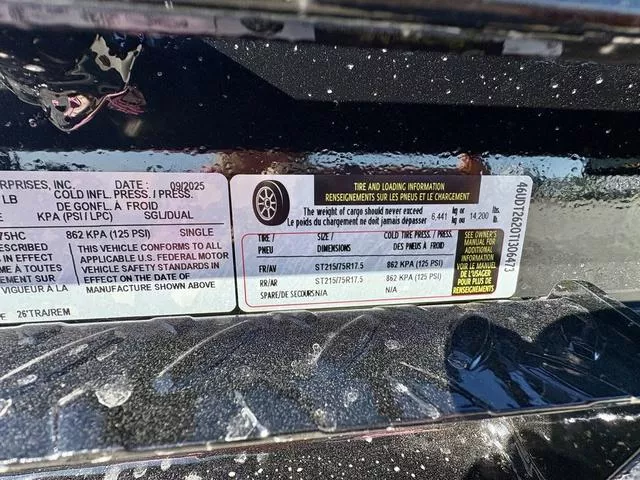 RPRISES, INC. DATE: 09/2025
LB COLD INFL. PRESS. / PRESS.
DE GONFL. À FROID
KPA (PSI / LPC) SGL/DUAL
75HC 862 KPA (125 PSI) SINGLE
THIS VEHICLE CONFORMS TO ALL
APPLICABLE U.S. FEDERAL MOTOR
VEHICLE SAFETY STANDARDS IN
EFFECT ON THE DATE OF
MANUFACTURE SHOWN ABOVE
ESCRIBED
E À TOUTES
EMENT SUR
VIGUEUR À LA
26'TRAIREM
TIRE AND LOADING INFORMATION
RENSEIGNEMENTS SUR LES PNEUS ET LE CHARGEMENT
The weight of cargo should never exceed
Le poids du chargement ne doit jamais dépasser
6,441 kg or 14,200 lbs.
kg ou lb.
TIRE / SIZE / COLD TIRE PRESS. / PRESS.
PNEU DIMENSIONS DES PNEUS À FROID
FR/AV ST215/75R17.5 862 KPA (125 PSI)
RR/AR ST215/75R17.5 862 KPA (125 PSI)
SPARE/DE SECOURS N/A N/A
SEE OWNER'S
MANUAL FOR
ADDITIONAL
INFORMATION
VOIR LE MANUEL
DE L'USAGER
POUR PLUS DE
RENSEIGNEMENTS